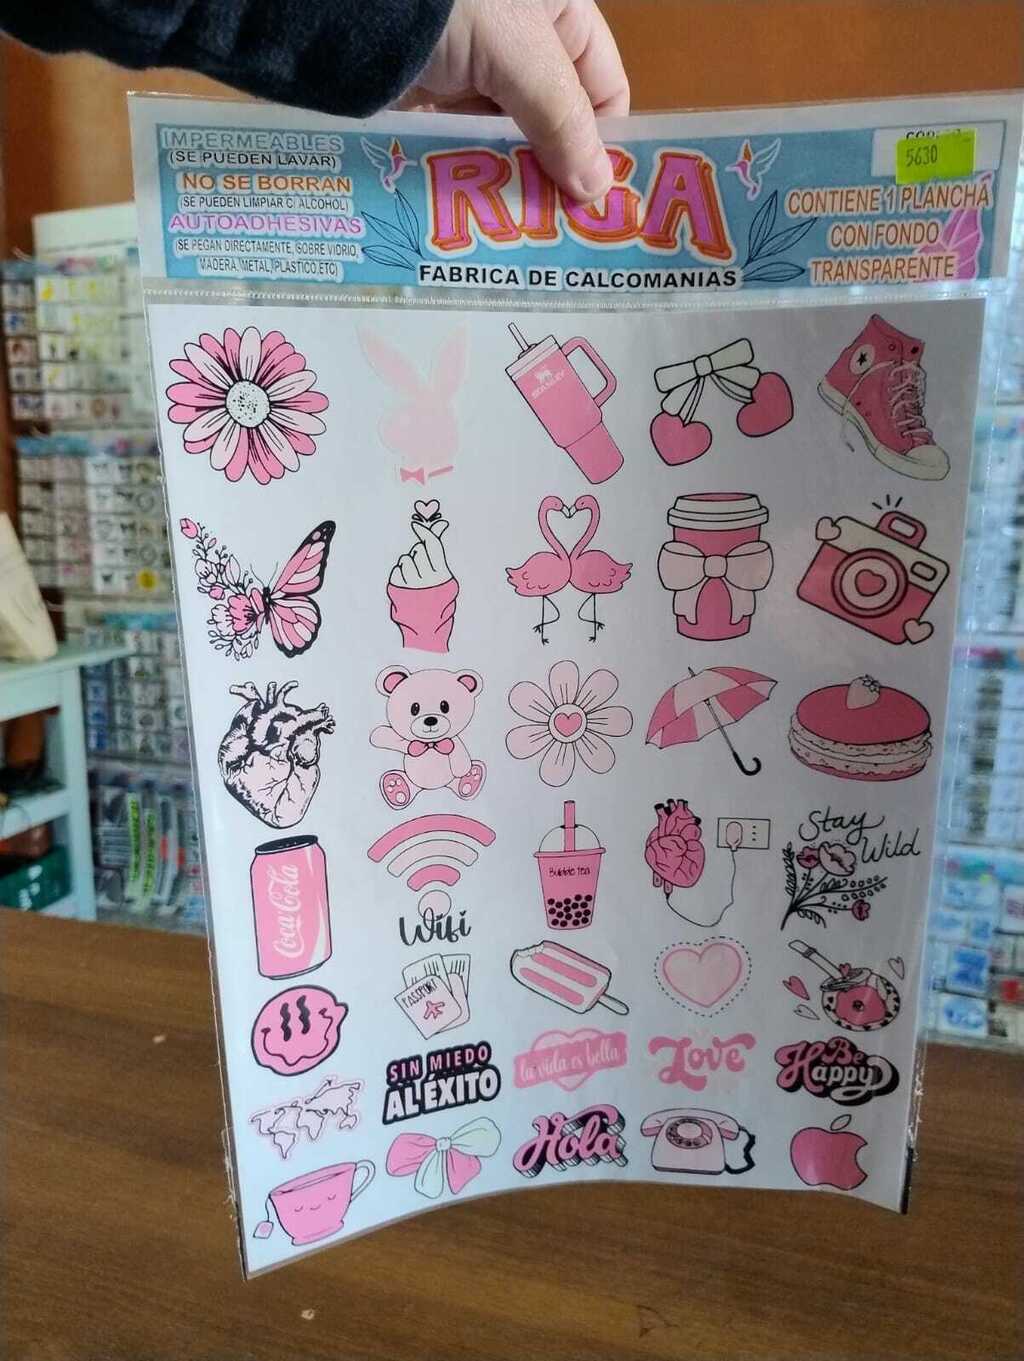 IMPERMEABLES
(SE PUEDEN LAVAR)
NO SE BORRAN
(SE PUEDEN LIMPIAR C/ ALCOHOL)
AUTOADHESIVAS
(SE PEGAN DIRECTAMENTE, SOBRE VIDRIO,
MADERA, METAL, PLASTICO, ETC)
RIGA
FABRICA DE CALCOMANIAS
5630
CONTIENE 1 PLANCHA
CON FONDO
TRANSPARENTE
STANLEY
Coca-Cola
Wifi
Bubble tea
Stay
Wild
PASSPORT
SIN MIEDO
AL ÉXITO
la vida es bella
Love
Be
Happy
Hola